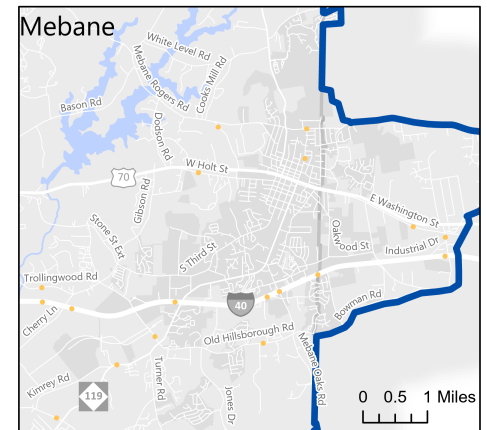 Mebane
White Level Rd
Mebane Rogers Rd
Cooks Mill Rd
Bason Rd
Dodson Rd
W Holt St
70
Gibson Rd
E Washington St
Stone St Ext
Oakwood St
S Third St
Industrial Dr
Trollingwood Rd
40
Bowman Rd
Cherry Ln
Old Hillsborough Rd
Mebane Oaks Rd
Turner Rd
Kimrey Rd
119
Jones Dr
0 0.5 1 Miles